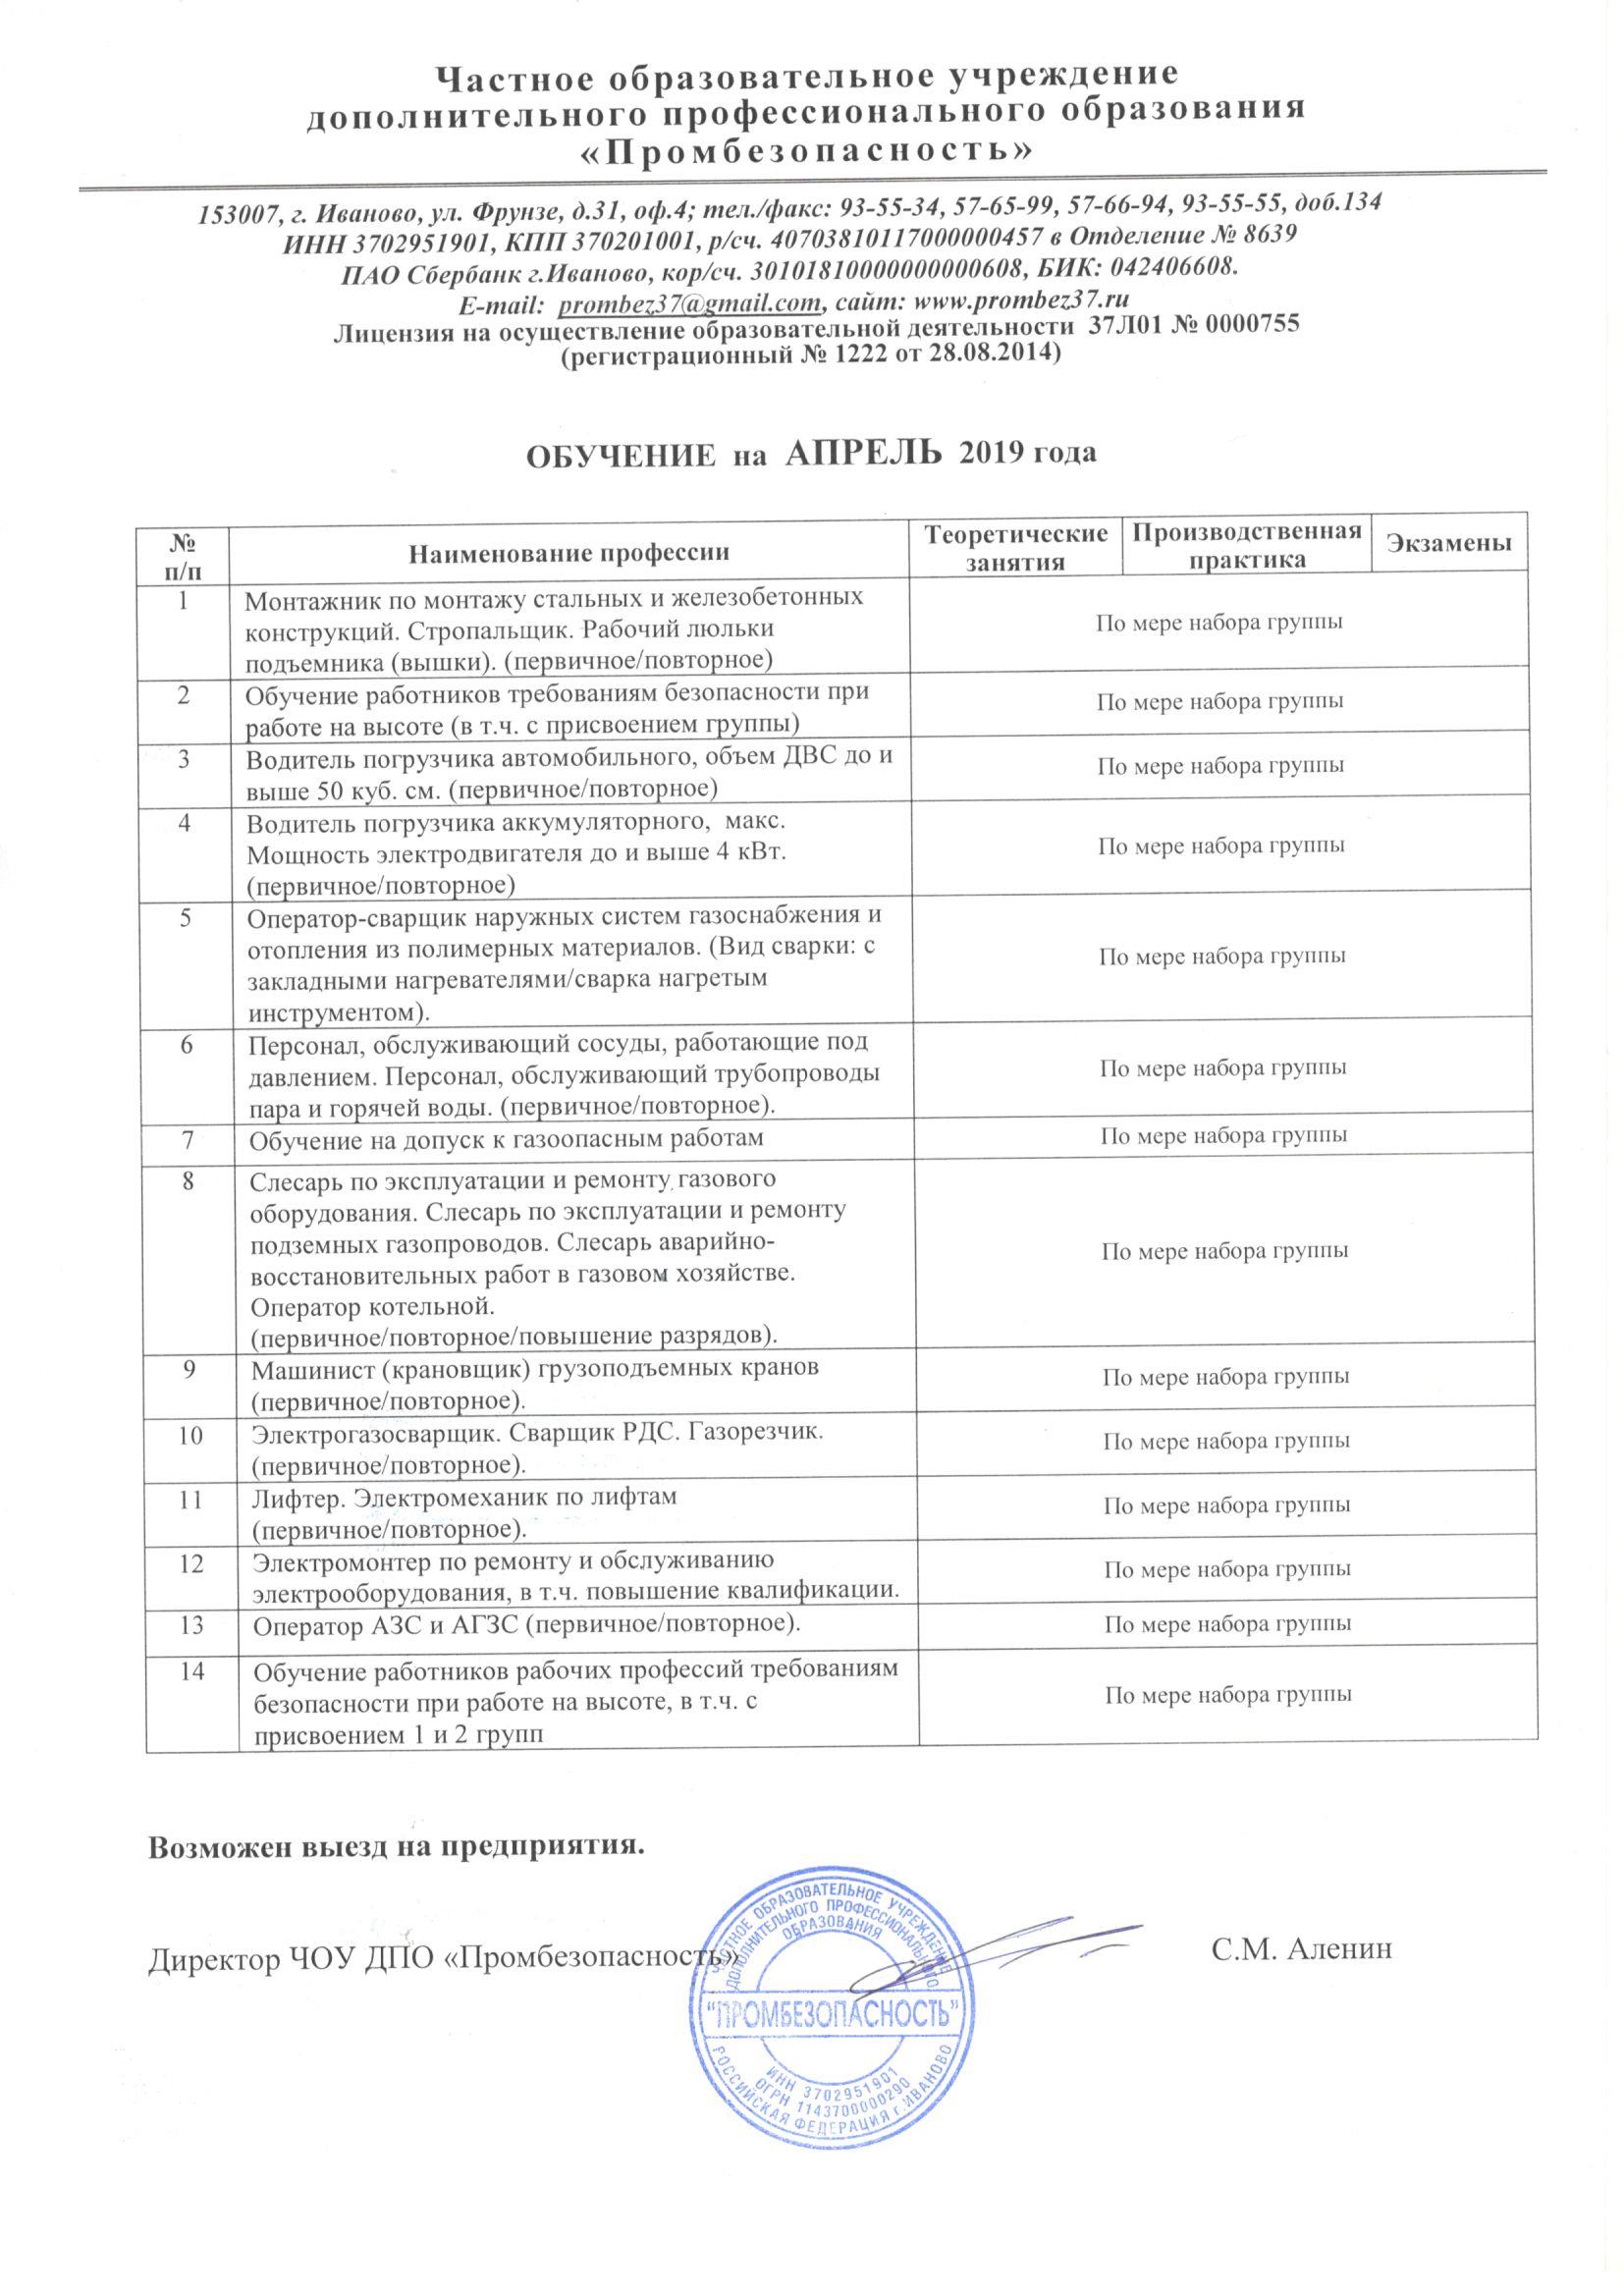 Частное образовательное учреждение
дополнительного профессионального образования
«Промбезопасность»
153007, г. Иваново, ул. Фрунзе, д.31, оф.4; тел./факс: 93-55-34, 57-65-99, 57-66-94, 93-55-55, доб.134
ИНН 3702951901, КПП 370201001, р/сч. 40703810117000000457 в Отделение № 8639
ПАО Сбербанк г.Иваново, кор/сч. 30101810000000000608, БИК: 042406608.
E-mail: prombez37@gmail.com, сайт: www.prombez37.ru
Лицензия на осуществление образовательной деятельности 37Л01 № 0000755
(регистрационный № 1222 от 28.08.2014)
ОБУЧЕНИЕ на АПРЕЛЬ 2019 года
№ п/п Наименование профессии Теоретические занятия Производственная практика Экзамены
1 Монтажник по монтажу стальных и железобетонных
конструкций. Стропальщик. Рабочий люльки
подъемника (вышки). (первичное/повторное)
По мере набора группы
2 Обучение работников требованиям безопасности при
работе на высоте (в т.ч. с присвоением группы)
По мере набора группы
3 Водитель погрузчика автомобильного, объем ДВС до и
выше 50 куб. см. (первичное/повторное)
По мере набора группы
4 Водитель погрузчика аккумуляторного, макс.
Мощность электродвигателя до и выше 4 кВт.
(первичное/повторное)
По мере набора группы
5 Оператор-сварщик наружных систем газоснабжения и
отопления из полимерных материалов. (Вид сварки: с
закладными нагревателями/сварка нагретым
инструментом).
По мере набора группы
6 Персонал, обслуживающий сосуды, работающие под
давлением. Персонал, обслуживающий трубопроводы
пара и горячей воды. (первичное/повторное).
По мере набора группы
7 Обучение на допуск к газоопасным работам
По мере набора группы
8 Слесарь по эксплуатации и ремонту газового
оборудования. Слесарь по эксплуатации и ремонту
подземных газопроводов. Слесарь аварийно-
восстановительных работ в газовом хозяйстве.
Оператор котельной.
(первичное/повторное/повышение разрядов).
По мере набора группы
9 Машинист (крановщик) грузоподъемных кранов
(первичное/повторное).
По мере набора группы
10 Электрогазосварщик. Сварщик РДС. Газорезчик.
(первичное/повторное).
По мере набора группы
11 Лифтер. Электромеханик по лифтам
(первичное/повторное).
По мере набора группы
12 Электромонтер по ремонту и обслуживанию
электрооборудования, в т.ч. повышение квалификации.
По мере набора группы
13 Оператор АЗС и АГЗС (первичное/повторное).
По мере набора группы
14 Обучение работников рабочих профессий требованиям
безопасности при работе на высоте, в т.ч. с
присвоением 1 и 2 групп
По мере набора группы
Возможен выезд на предприятия.
Директор ЧОУ ДПО «Промбезопасность»
С.М. Аленин
ЧАСТНОЕ ОБРАЗОВАТЕЛЬНОЕ УЧРЕЖДЕНИЕ
ДОПОЛНИТЕЛЬНОГО ПРОФЕССИОНАЛЬНОГО
ОБРАЗОВАНИЯ
"ПРОМБЕЗОПАСНОСТЬ"
ИНН 3702951901
ОГРН 1143700000290
РОССИЙСКАЯ ФЕДЕРАЦИЯ г.ИВАНОВО